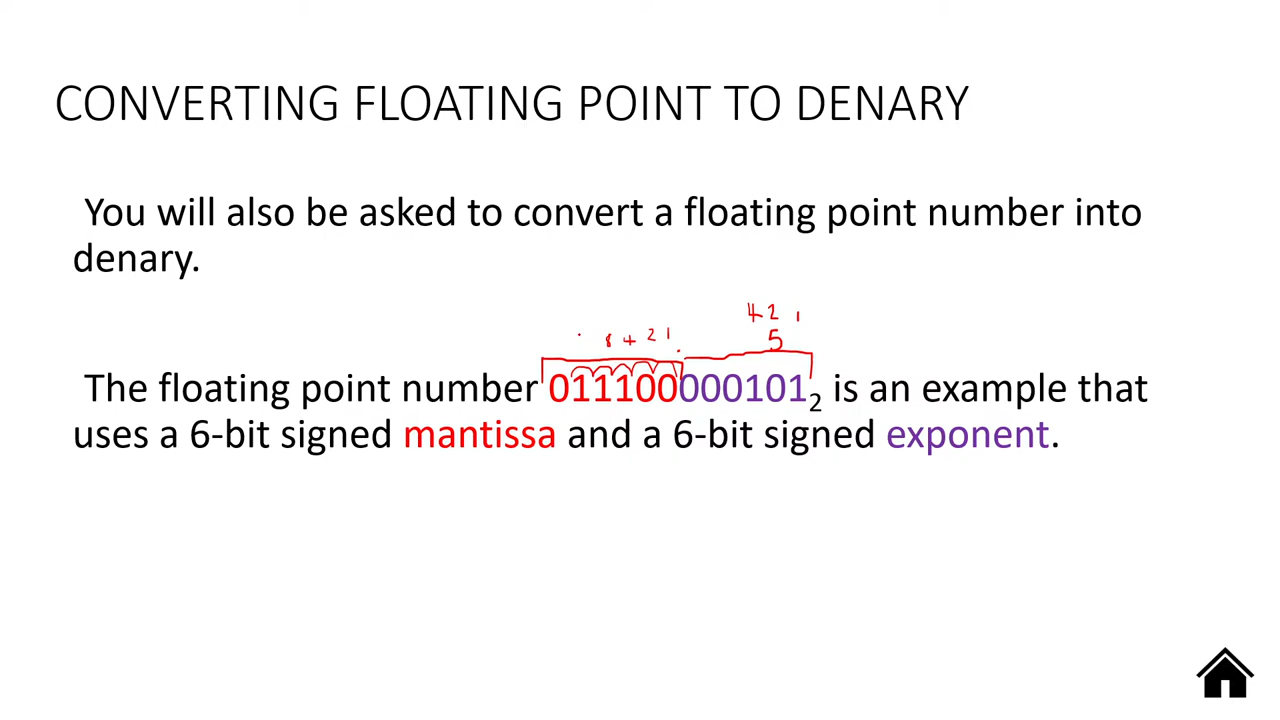 CONVERTING FLOATING POINT TO DENARY
You will also be asked to convert a floating point number into
denary.
4 2 1
8 4 2 1 . 5
The floating point number 011100000101₂ is an example that
uses a 6-bit signed mantissa and a 6-bit signed exponent.